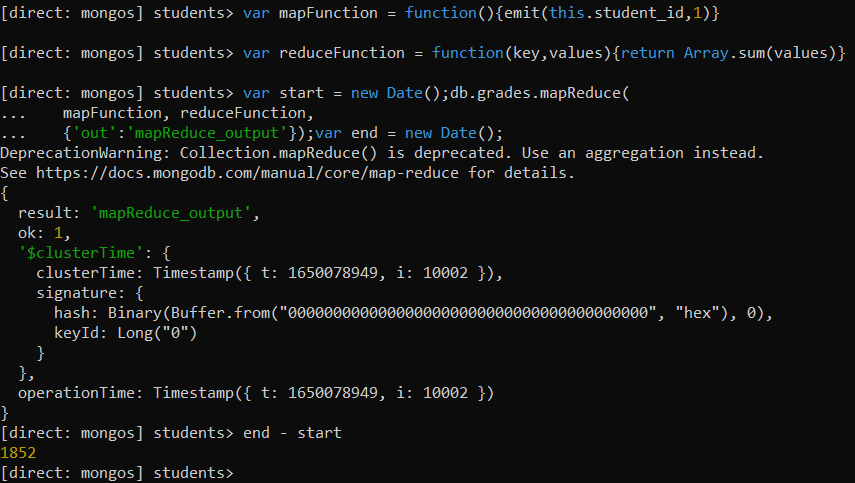 [direct: mongos] students> var mapFunction = function(){emit(this.student_id,1)}
[direct: mongos] students> var reduceFunction = function(key,values){return Array.sum(values)}
[direct: mongos] students> var start = new Date();db.grades.mapReduce(
...    mapFunction, reduceFunction,
...    {'out':'mapReduce_output'});var end = new Date();
DeprecationWarning: Collection.mapReduce() is deprecated. Use an aggregation instead.
See https://docs.mongodb.com/manual/core/map-reduce for details.
{
  result: 'mapReduce_output',
  ok: 1,
  '$clusterTime': {
    clusterTime: Timestamp({ t: 1650078949, i: 10002 }),
    signature: {
      hash: Binary(Buffer.from("0000000000000000000000000000000000000000", "hex"), 0),
      keyId: Long("0")
    }
  },
  operationTime: Timestamp({ t: 1650078949, i: 10002 })
}
[direct: mongos] students> end - start
1852
[direct: mongos] students>